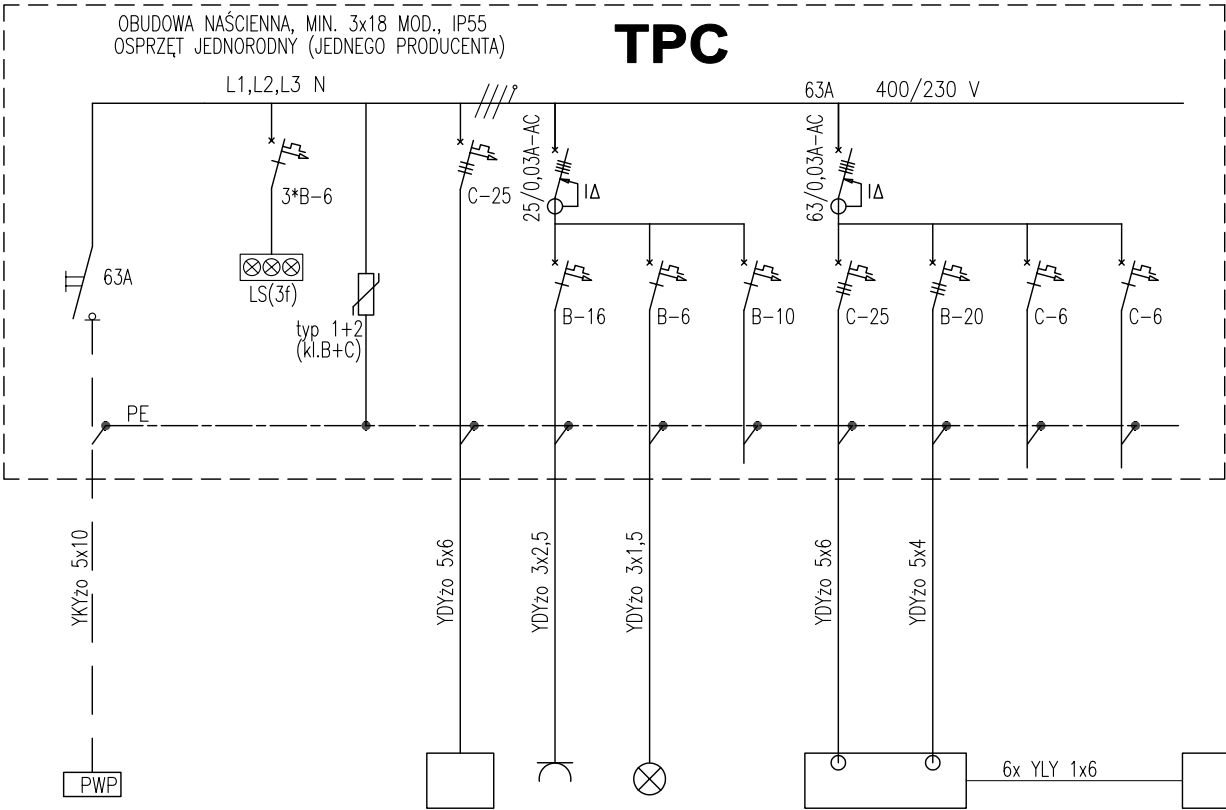 OBUDOWA NAŚCIENNA, MIN. 3x18 MOD., IP55
OSPRZĘT JEDNORODNY (JEDNEGO PRODUCENTA)
TPC
L1,L2,L3 N
63A
400/230 V
3*B-6
C-25
25/0,03A-AC
IΔ
63/0,03A-AC
IΔ
63A
LS(3f)
typ 1+2
(kl.B+C)
B-16
B-6
B-10
C-25
B-20
C-6
C-6
PE
YKYżo 5x10
YDYżo 5x6
YDYżo 3x2,5
YDYżo 3x1,5
YDYżo 5x6
YDYżo 5x4
PWP
6x YLY 1x6